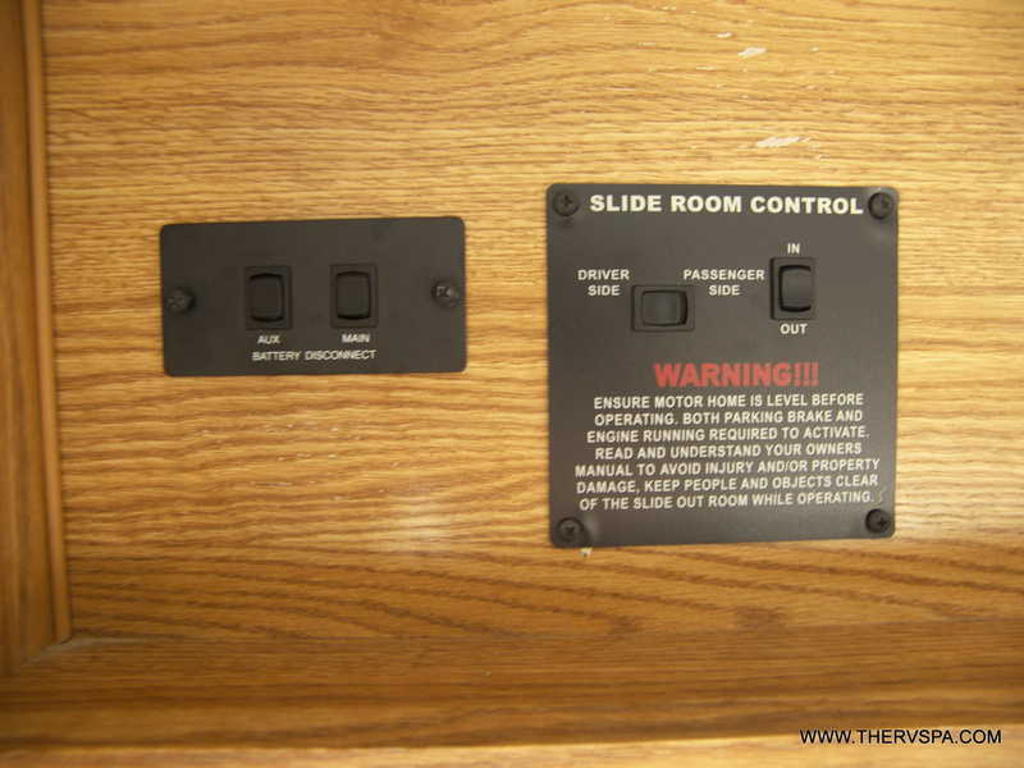 AUX MAIN
BATTERY DISCONNECT
SLIDE ROOM CONTROL
IN
DRIVER SIDE
PASSENGER SIDE
OUT
WARNING!!!
ENSURE MOTOR HOME IS LEVEL BEFORE
OPERATING. BOTH PARKING BRAKE AND
ENGINE RUNNING REQUIRED TO ACTIVATE.
READ AND UNDERSTAND YOUR OWNERS
MANUAL TO AVOID INJURY AND/OR PROPERTY
DAMAGE, KEEP PEOPLE AND OBJECTS CLEAR
OF THE SLIDE OUT ROOM WHILE OPERATING.
WWW.THERVSPA.COM